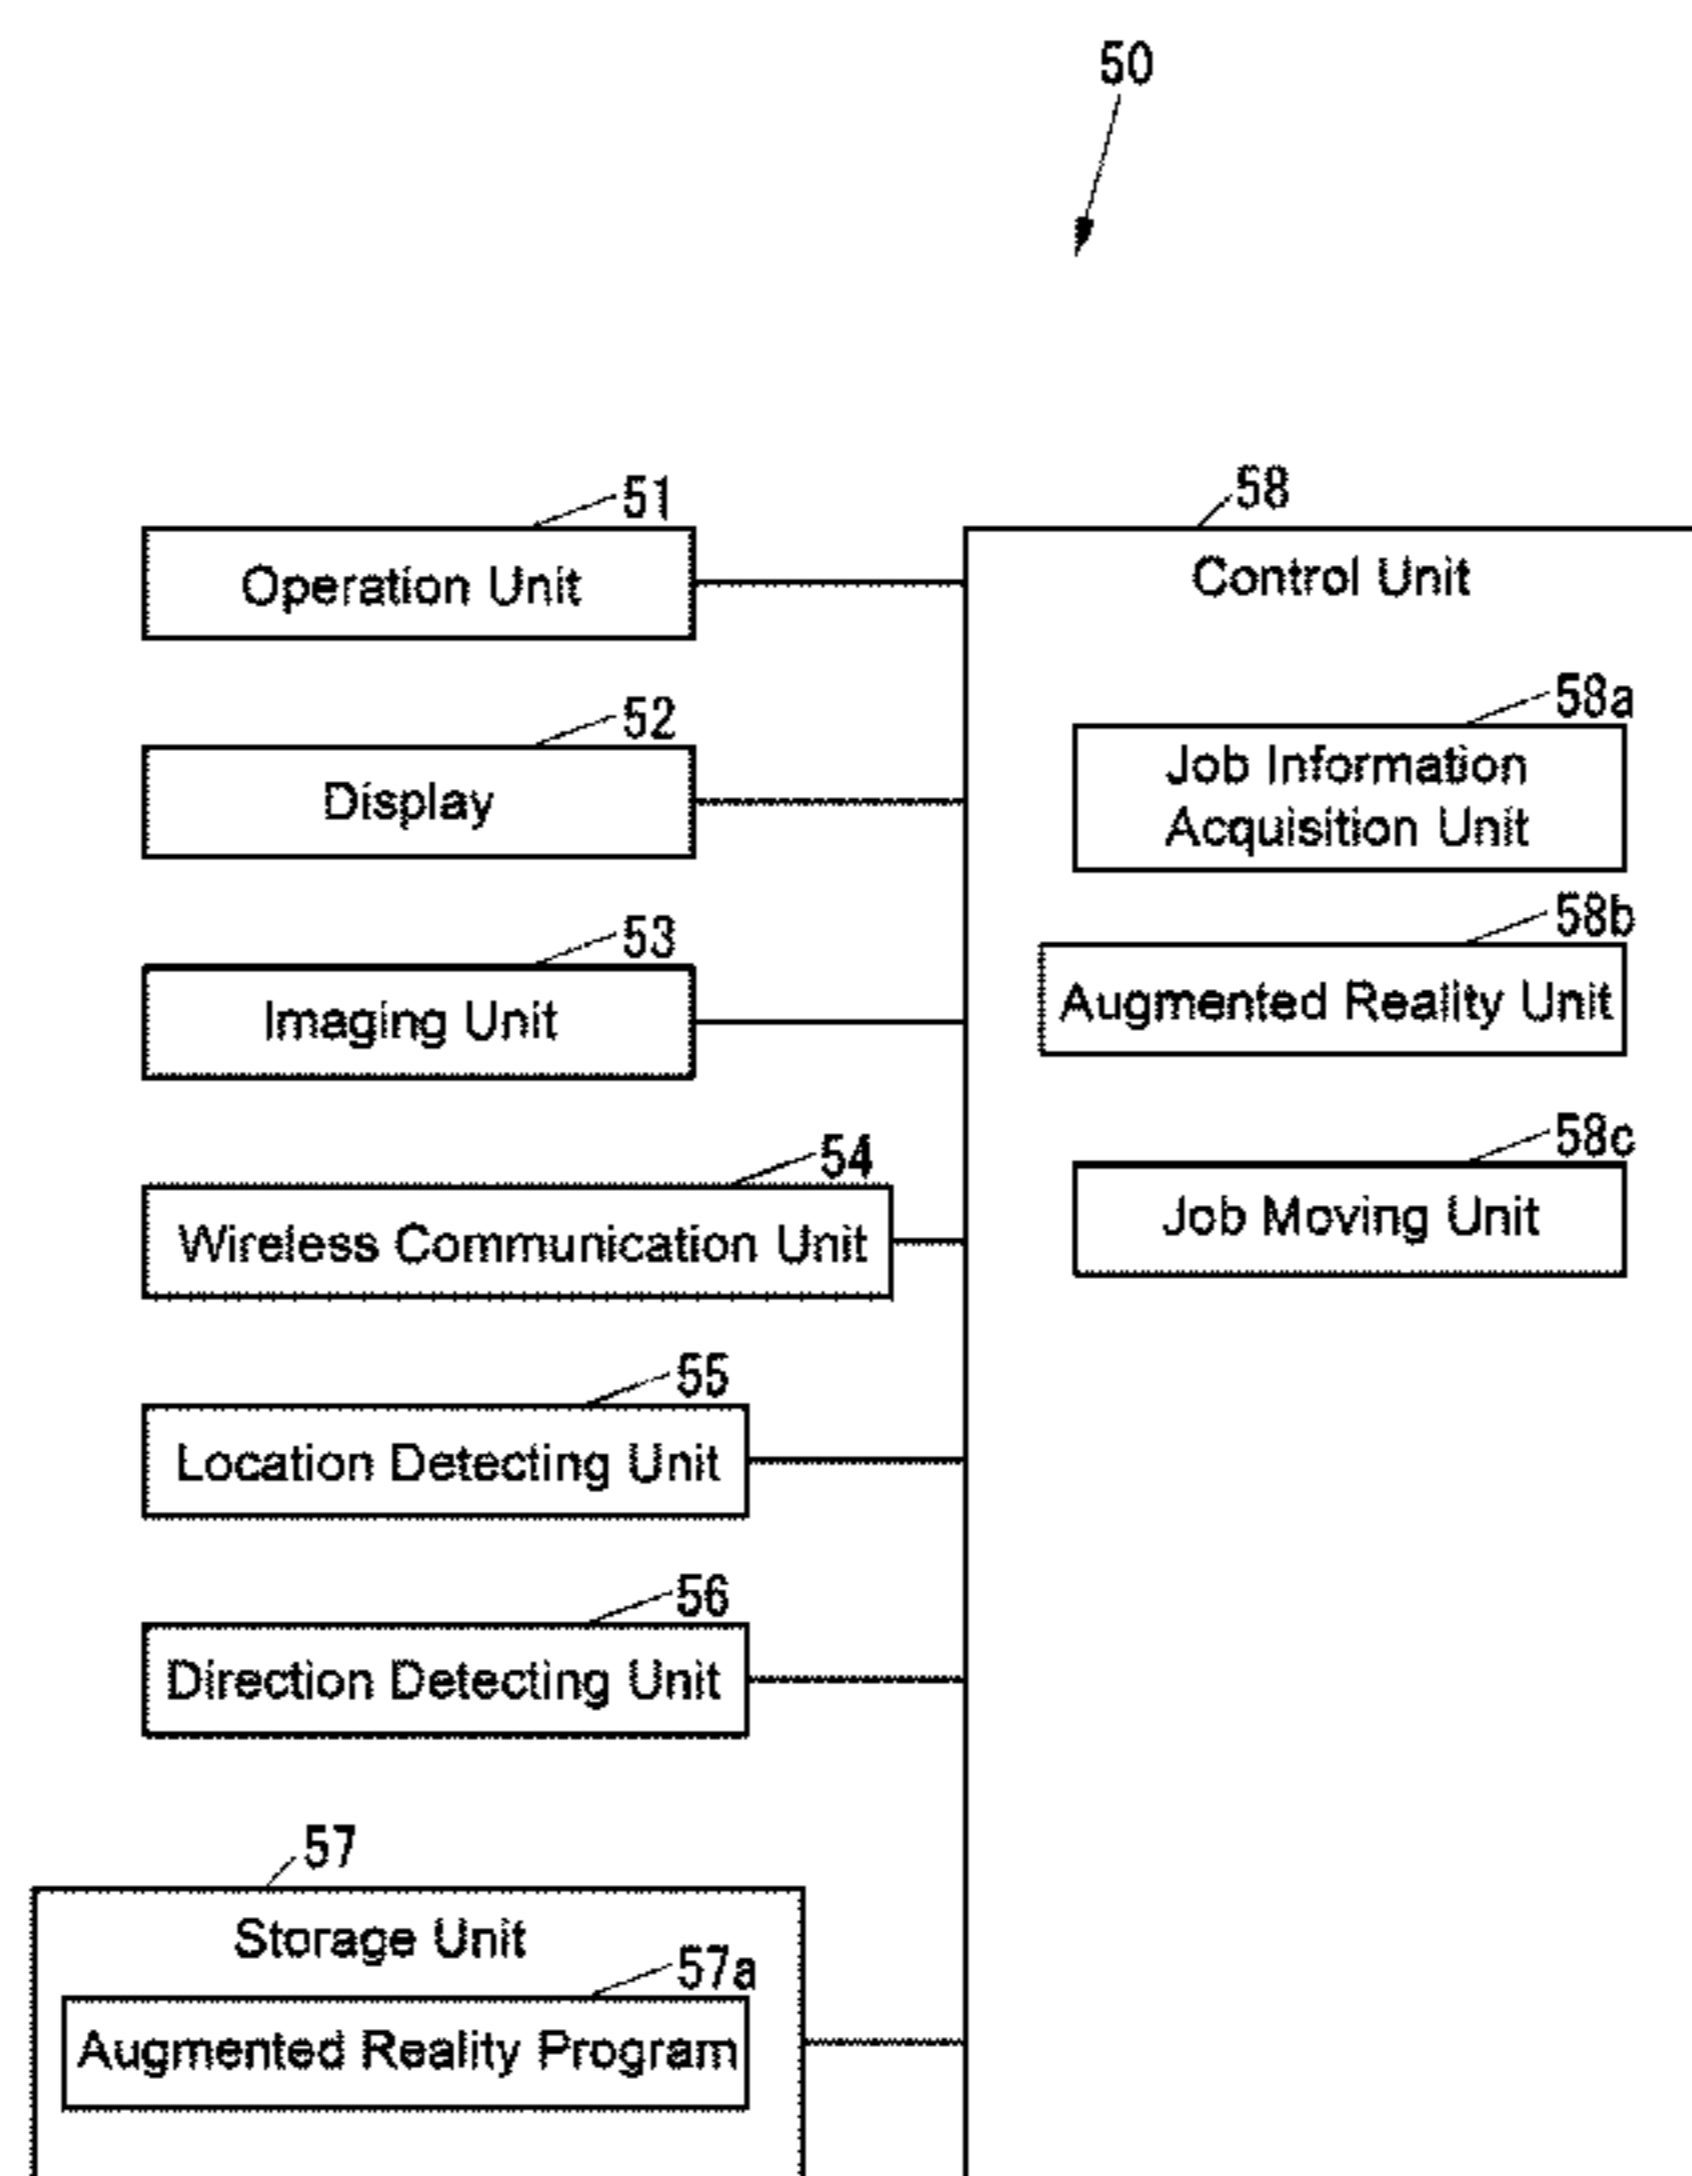 50
51
Operation Unit
52
Display
53
Imaging Unit
54
Wireless Communication Unit
55
Location Detecting Unit
56
Direction Detecting Unit
57
Storage Unit
57a
Augmented Reality Program
58
Control Unit
58a
Job Information
Acquisition Unit
58b
Augmented Reality Unit
58c
Job Moving Unit